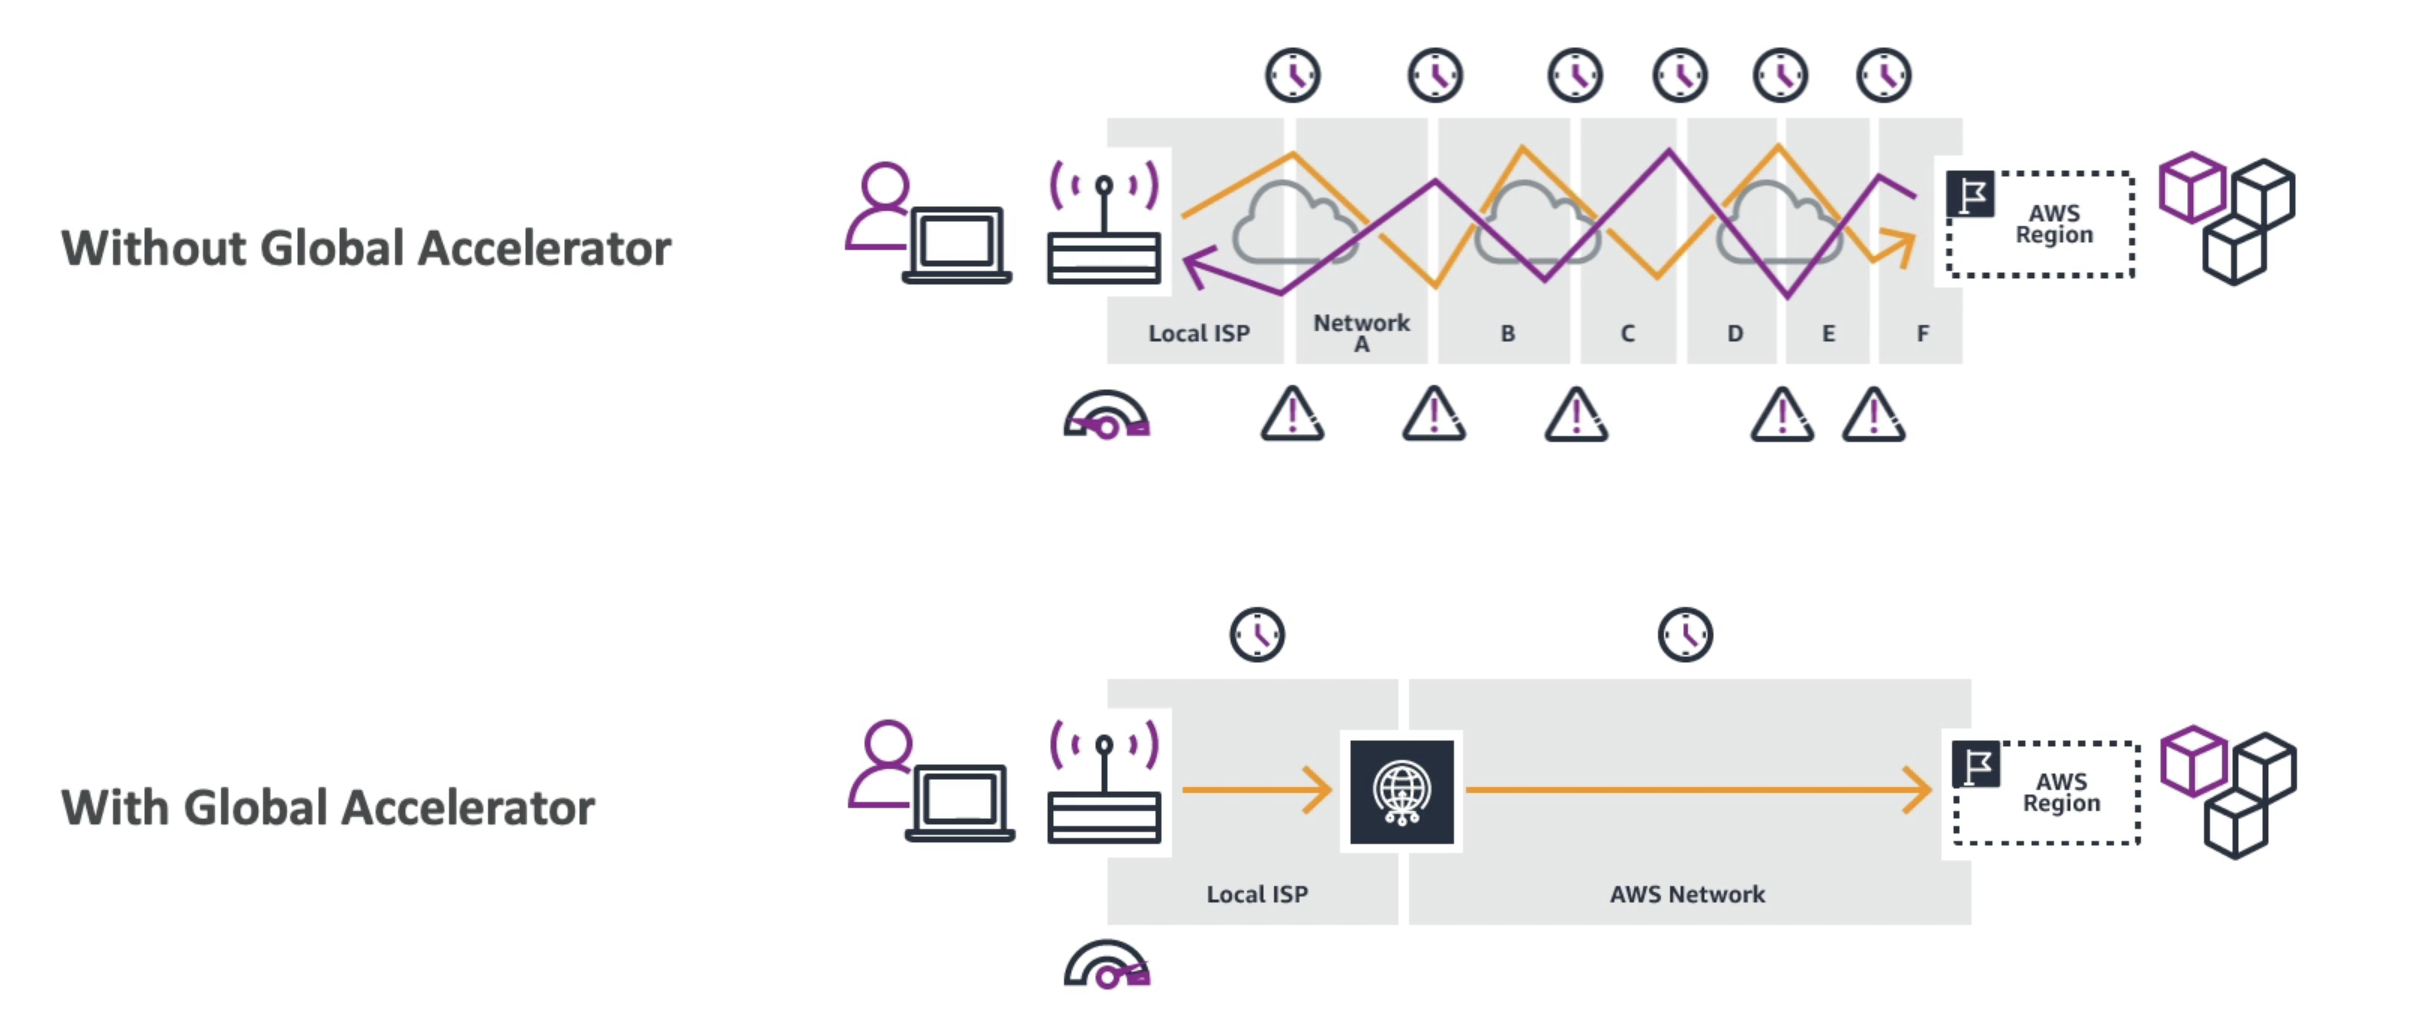 Without Global Accelerator
Local ISP
Network
A
B
C
D
E
F
AWS
Region
With Global Accelerator
Local ISP
AWS Network
AWS
Region